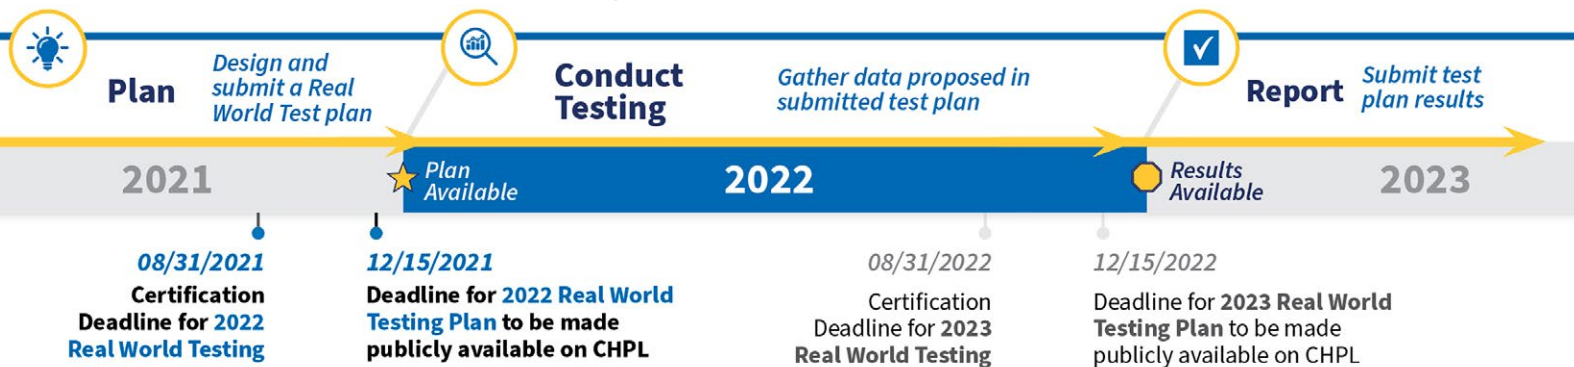 Plan
Design and
submit a Real
World Test plan
Conduct
Testing
Gather data proposed in
submitted test plan
Report
Submit test
plan results
2021
Plan
Available
2022
Results
Available
2023
08/31/2021
Certification
Deadline for 2022
Real World Testing
12/15/2021
Deadline for 2022 Real World
Testing Plan to be made
publicly available on CHPL
08/31/2022
Certification
Deadline for 2023
Real World Testing
12/15/2022
Deadline for 2023 Real World
Testing Plan to be made
publicly available on CHPL